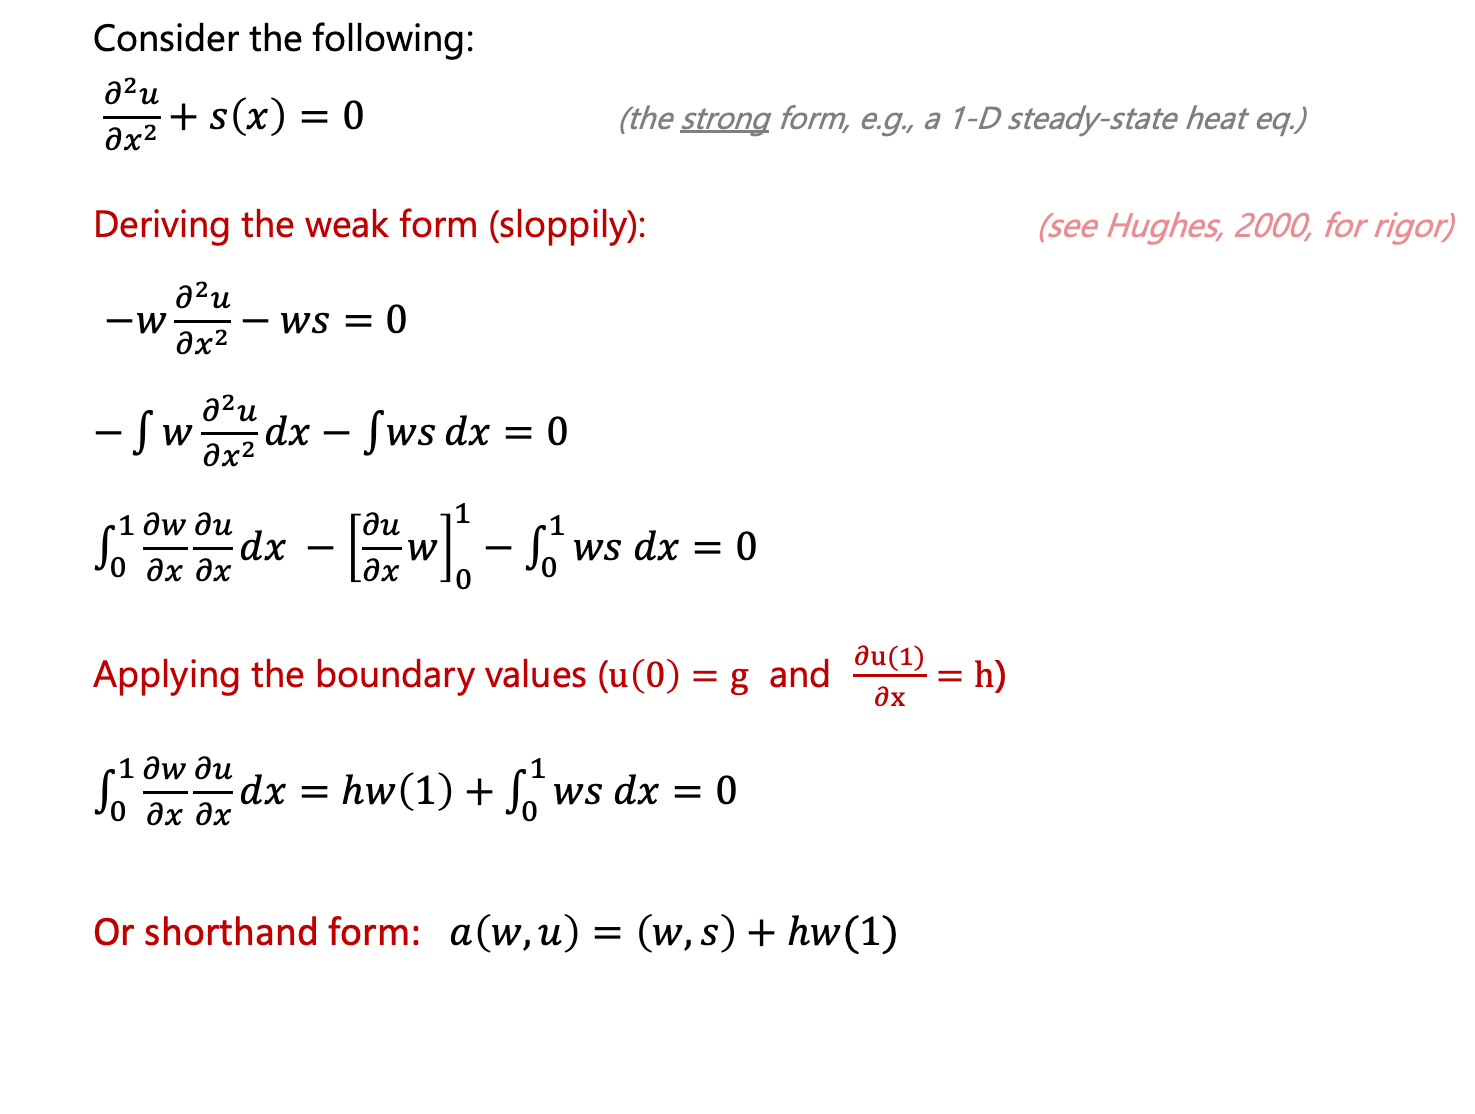 Consider the following:
∂²u/∂x² + s(x) = 0 (the strong form, e.g., a 1-D steady-state heat eq.)
Deriving the weak form (sloppily): (see Hughes, 2000, for rigor)
−w ∂²u/∂x² − ws = 0
− ∫ w ∂²u/∂x² dx − ∫ws dx = 0
∫₀¹ ∂w/∂x ∂u/∂x dx − [∂u/∂x w]₀¹ − ∫₀¹ ws dx = 0
Applying the boundary values (u(0) = g and ∂u(1)/∂x = h)
∫₀¹ ∂w/∂x ∂u/∂x dx = hw(1) + ∫₀¹ ws dx = 0
Or shorthand form: a(w, u) = (w, s) + hw(1)